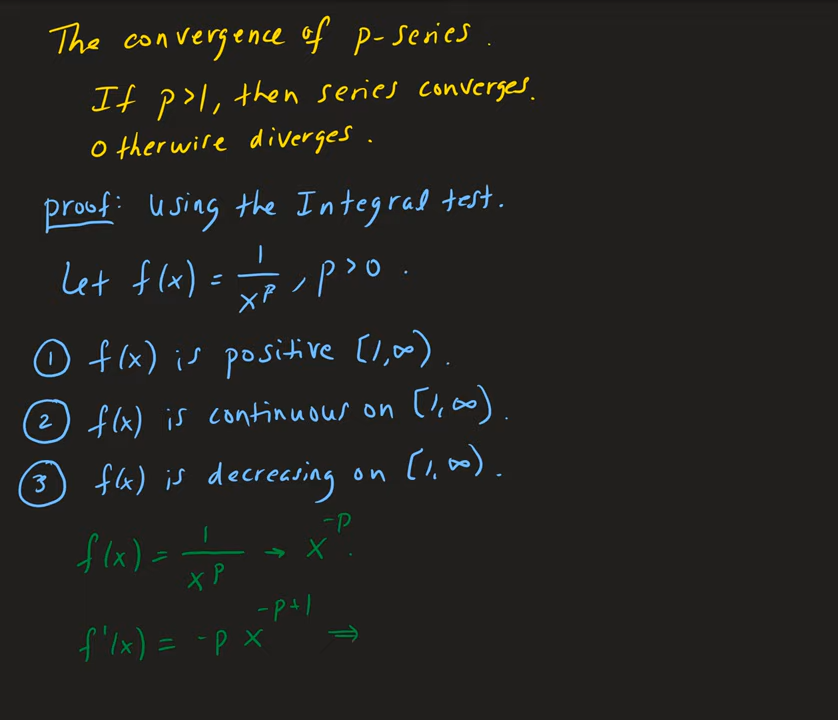 The convergence of p-series.
If p>1, then series converges.
otherwire diverges.
proof: using the Integral test.
Let f(x) = 1/x^p, p>0.
① f(x) is positive [1,∞).
② f(x) is continuous on [1,∞).
③ f(x) is decreasing on [1,∞).
f(x) = 1/x^p → x^-p.
f'(x) = -p x^-p+1 ⇒